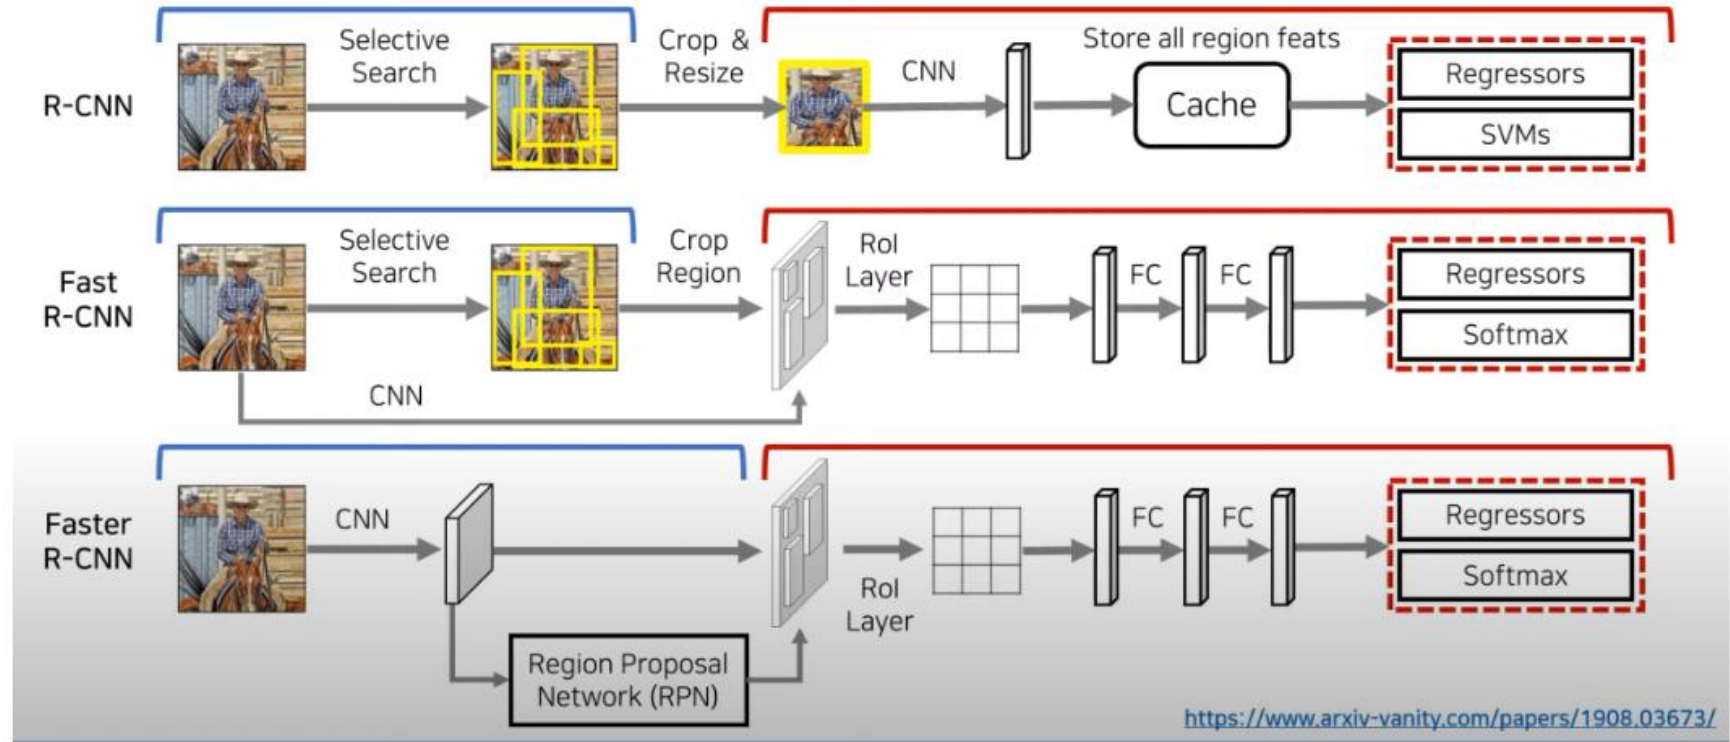 R-CNN
Selective
Search
Crop &
Resize
CNN
Store all region feats
Cache
Regressors
SVMs
Fast
R-CNN
Selective
Search
Crop
Region
CNN
RoI
Layer
FC
FC
Regressors
Softmax
Faster
R-CNN
CNN
Region Proposal
Network (RPN)
RoI
Layer
FC
FC
Regressors
Softmax
https://www.arxiv-vanity.com/papers/1908.03673/